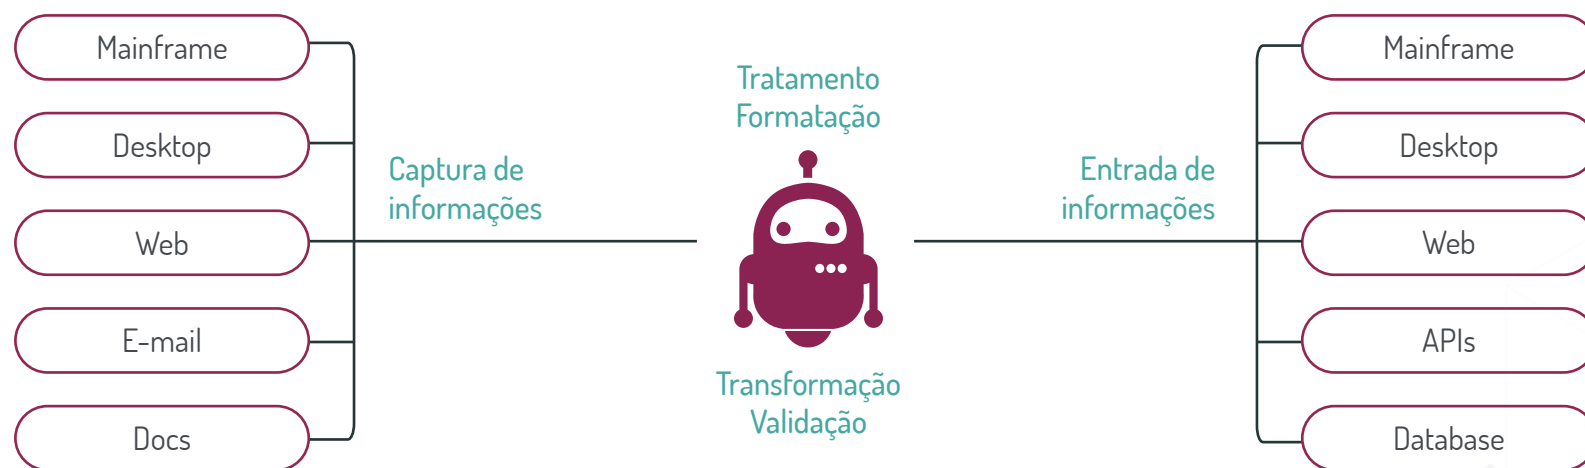 Mainframe
Desktop
Web
E-mail
Docs
Captura de
informações
Tratamento
Formatação
Transformação
Validação
Entrada de
informações
Mainframe
Desktop
Web
APIs
Database